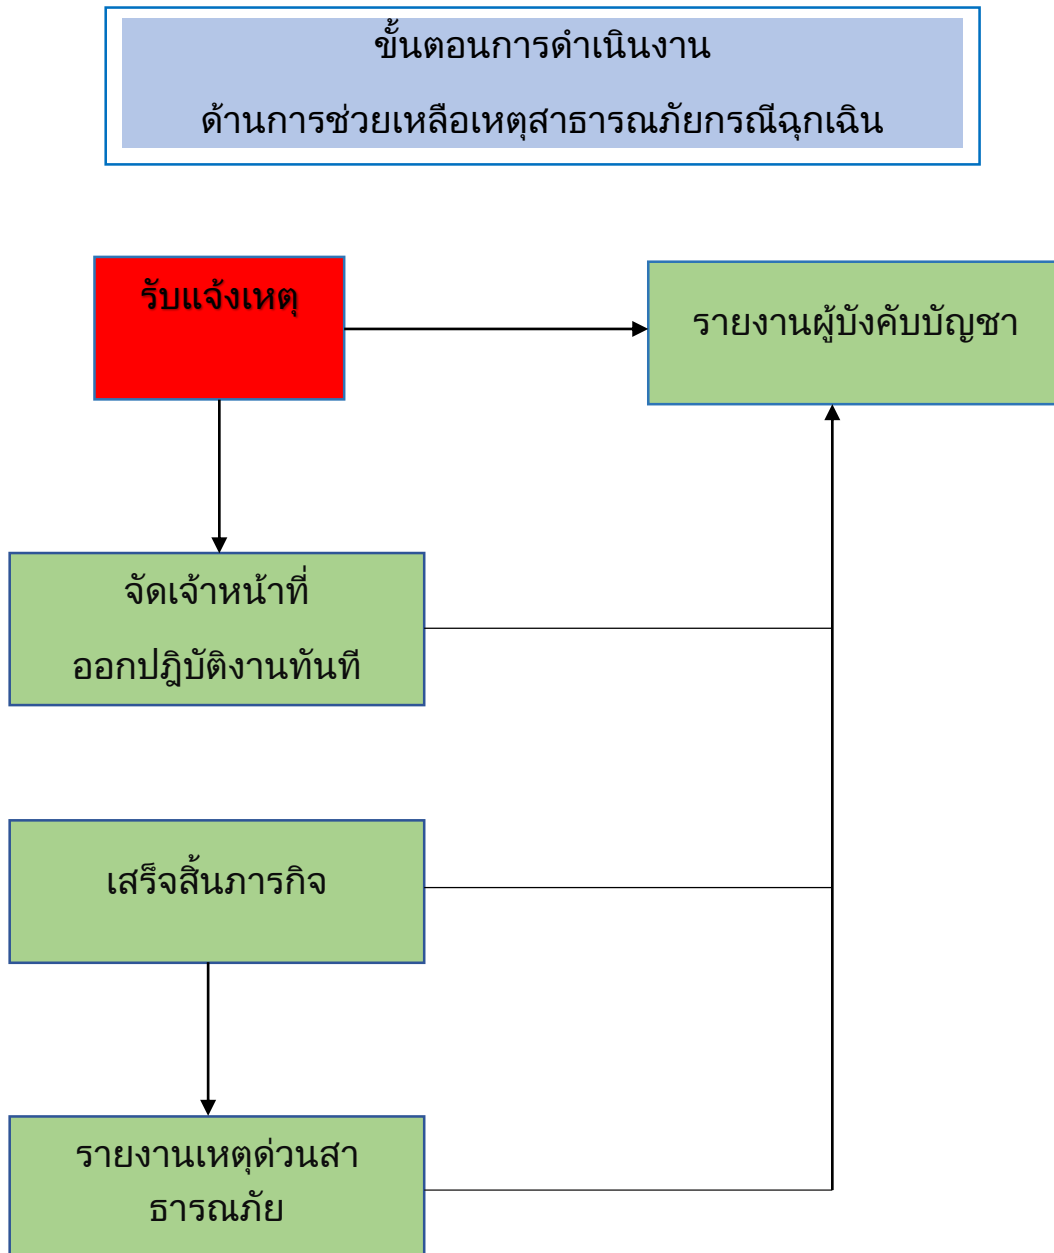 ขั้นตอนการดำเนินงาน
ด้านการช่วยเหลือเหตุสาธารณภัยกรณีฉุกเฉิน
รับแจ้งเหตุ
รายงานผู้บังคับบัญชา
จัดเจ้าหน้าที่
ออกปฎิบัติงานทันที
เสร็จสิ้นภารกิจ
รายงานเหตุด่วนสา
ธารณภัย